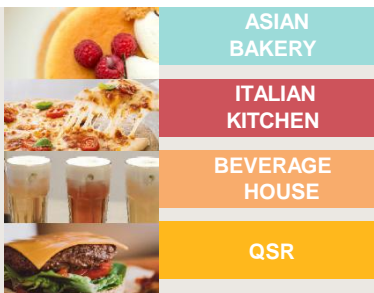 ASIAN
BAKERY
ITALIAN
KITCHEN
BEVERAGE
HOUSE
QSR